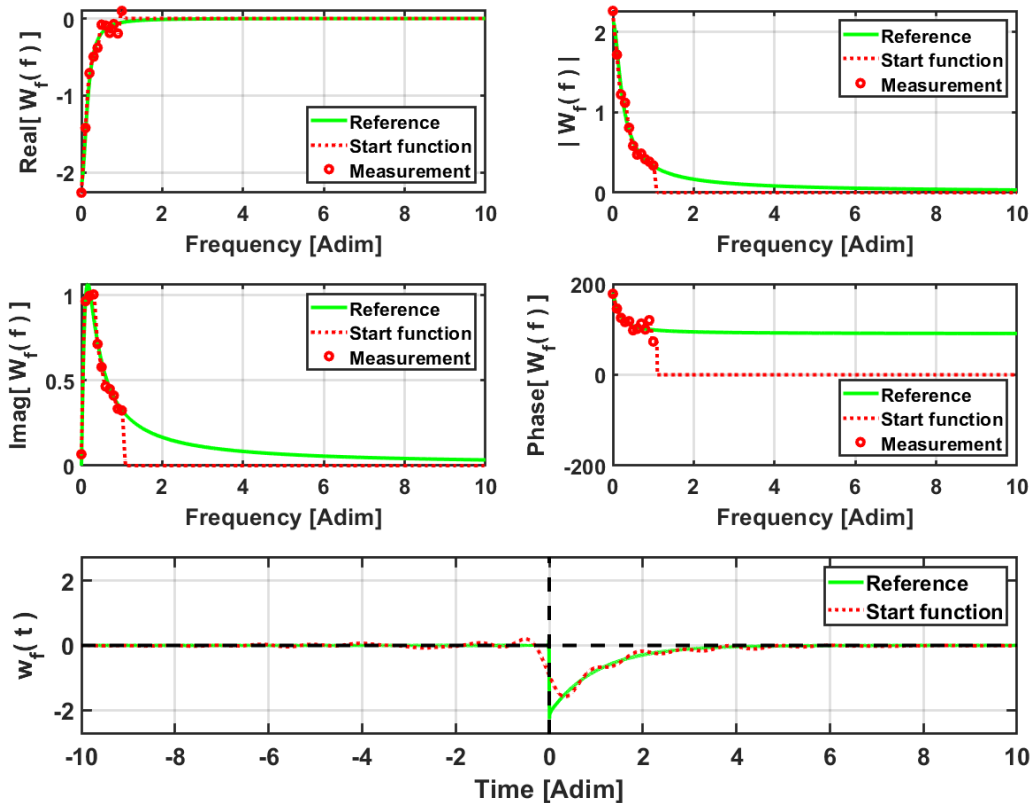 Real[ W_f( f ) ]
0
-1
-2
0 2 4 6 8 10
Frequency [Adim]
Reference
Start function
Measurement
| W_f( f ) |
2
1
0
0 2 4 6 8 10
Frequency [Adim]
Reference
Start function
Measurement
Imag[ W_f( f ) ]
1
0.5
0
0 2 4 6 8 10
Frequency [Adim]
Reference
Start function
Measurement
Phase[ W_f( f ) ]
200
0
-200
0 2 4 6 8 10
Frequency [Adim]
Reference
Start function
Measurement
w_f( t )
2
0
-2
-10 -8 -6 -4 -2 0 2 4 6 8 10
Time [Adim]
Reference
Start function